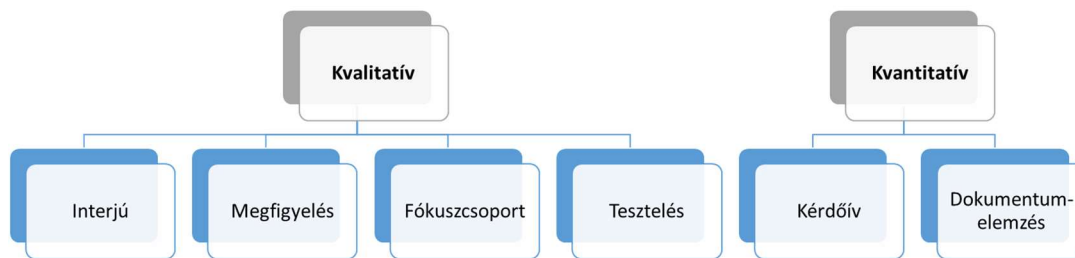 Kvalitatív
Kvantitatív
Interjú
Megfigyelés
Fókuszcsoport
Tesztelés
Kérdőív
Dokumentum-
elemzés